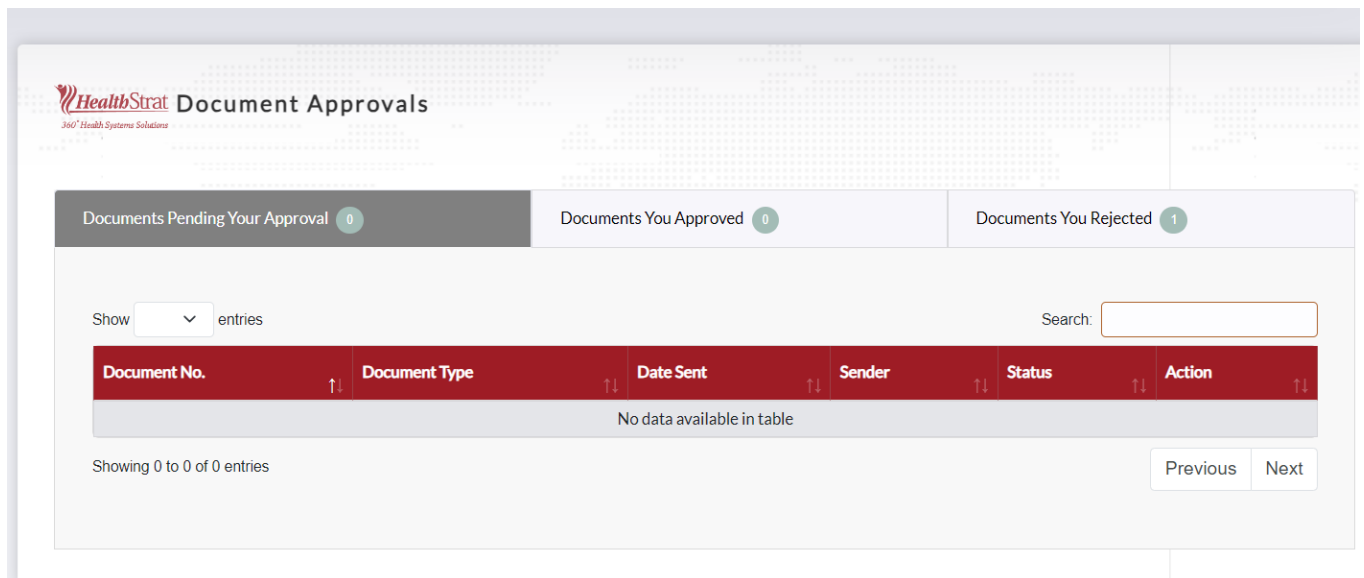 HealthStrat Document Approvals
360° Health Systems Solutions
Documents Pending Your Approval 0 Documents You Approved 0 Documents You Rejected 1
Show entries Search:
Document No. Document Type Date Sent Sender Status Action
No data available in table
Showing 0 to 0 of 0 entries Previous Next